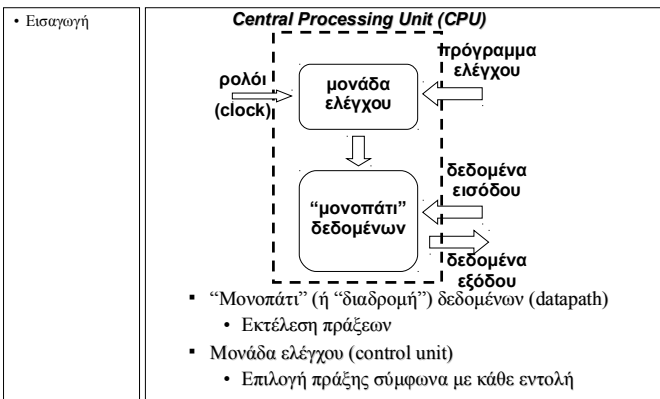 • Εισαγωγή
Central Processing Unit (CPU)
πρόγραμμα
ελέγχου
ρολόι
(clock)
μονάδα
ελέγχου
δεδομένα
εισόδου
“μονοπάτι”
δεδομένων
δεδομένα
εξόδου
▪ “Μονοπάτι” (ή “διαδρομή”) δεδομένων (datapath)
• Εκτέλεση πράξεων
▪ Μονάδα ελέγχου (control unit)
• Επιλογή πράξης σύμφωνα με κάθε εντολή